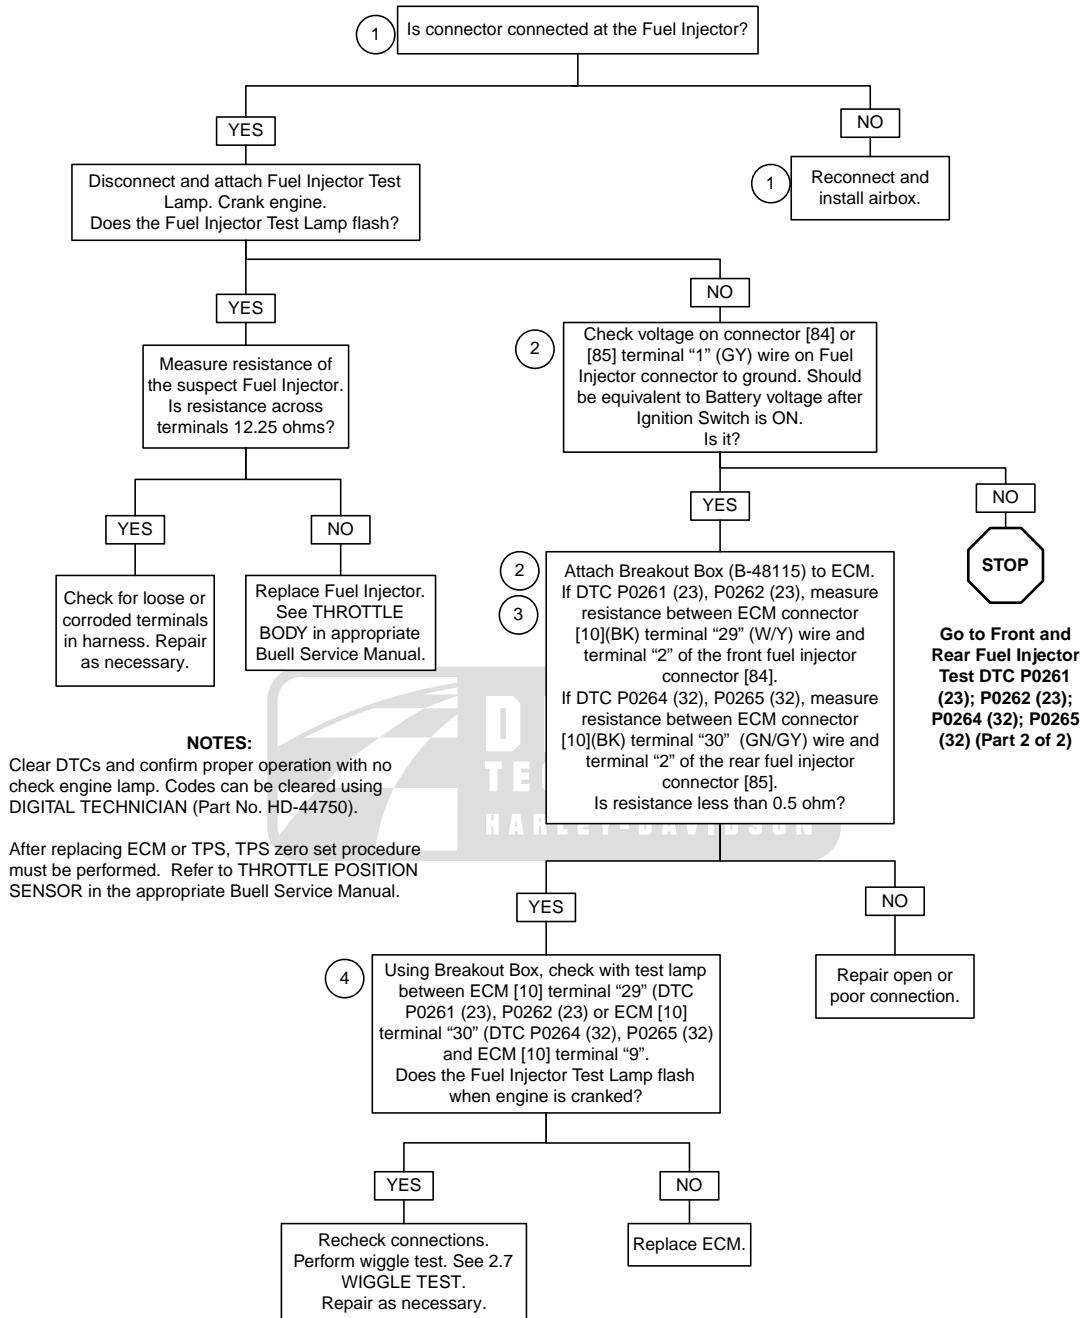 1
Is connector connected at the Fuel Injector?
YES
NO
Disconnect and attach Fuel Injector Test
Lamp. Crank engine.
Does the Fuel Injector Test Lamp flash?
1
Reconnect and
install airbox.
YES
NO
Measure resistance of
the suspect Fuel Injector.
Is resistance across
terminals 12.25 ohms?
2
Check voltage on connector [84] or
[85] terminal “1” (GY) wire on Fuel
Injector connector to ground. Should
be equivalent to Battery voltage after
Ignition Switch is ON.
Is it?
YES
NO
YES
NO
Check for loose or
corroded terminals
in harness. Repair
as necessary.
Replace Fuel Injector.
See THROTTLE
BODY in appropriate
Buell Service Manual.
2
3
Attach Breakout Box (B-48115) to ECM.
If DTC P0261 (23), P0262 (23), measure
resistance between ECM connector
[10](BK) terminal “29” (W/Y) wire and
terminal “2” of the front fuel injector
connector [84].
If DTC P0264 (32), P0265 (32), measure
resistance between ECM connector
[10](BK) terminal “30” (GN/GY) wire and
terminal “2” of the rear fuel injector
connector [85].
Is resistance less than 0.5 ohm?
STOP
Go to Front and
Rear Fuel Injector
Test DTC P0261
(23); P0262 (23);
P0264 (32); P0265
(32) (Part 2 of 2)
NOTES:
Clear DTCs and confirm proper operation with no
check engine lamp. Codes can be cleared using
DIGITAL TECHNICIAN (Part No. HD-44750).
After replacing ECM or TPS, TPS zero set procedure
must be performed. Refer to THROTTLE POSITION
SENSOR in the appropriate Buell Service Manual.
HARLEY-DAVIDSON
YES
NO
4
Using Breakout Box, check with test lamp
between ECM [10] terminal “29” (DTC
P0261 (23), P0262 (23) or ECM [10]
terminal “30” (DTC P0264 (32), P0265 (32)
and ECM [10] terminal “9”.
Does the Fuel Injector Test Lamp flash
when engine is cranked?
Repair open or
poor connection.
YES
NO
Recheck connections.
Perform wiggle test. See 2.7
WIGGLE TEST.
Repair as necessary.
Replace ECM.